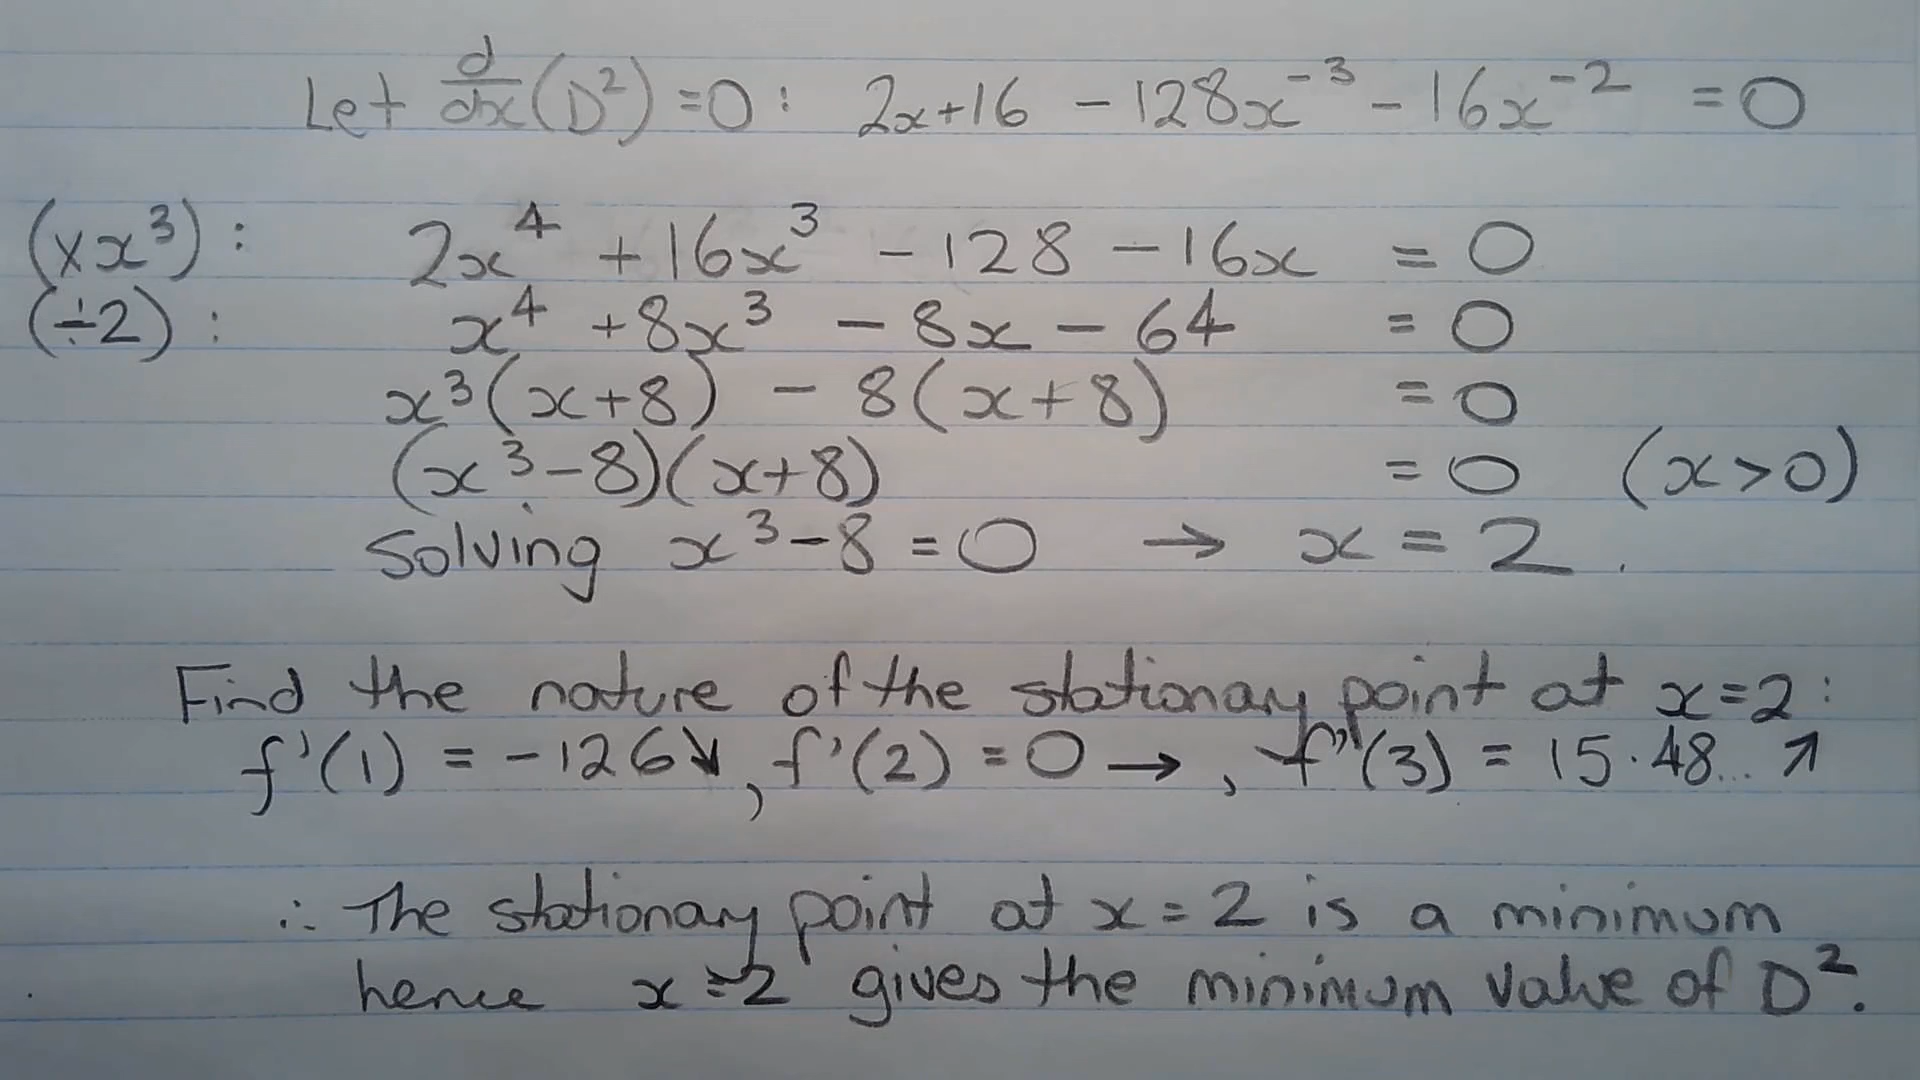 Let d/dx (D²) = 0 : 2x + 16 - 128x⁻³ - 16x⁻² = 0
(×x³) : 2x⁴ + 16x³ - 128 - 16x = 0
(÷2) : x⁴ + 8x³ - 8x - 64 = 0
x³(x+8) - 8(x+8) = 0
(x³-8)(x+8) = 0 (x>0)
Solving x³-8 = 0 → x = 2.
Find the nature of the stationary point at x=2:
f'(1) = -126↘, f'(2) = 0 →, f'(3) = 15·48... ↗
∴ The stationary point at x=2 is a minimum
hence x=2 gives the minimum value of D².